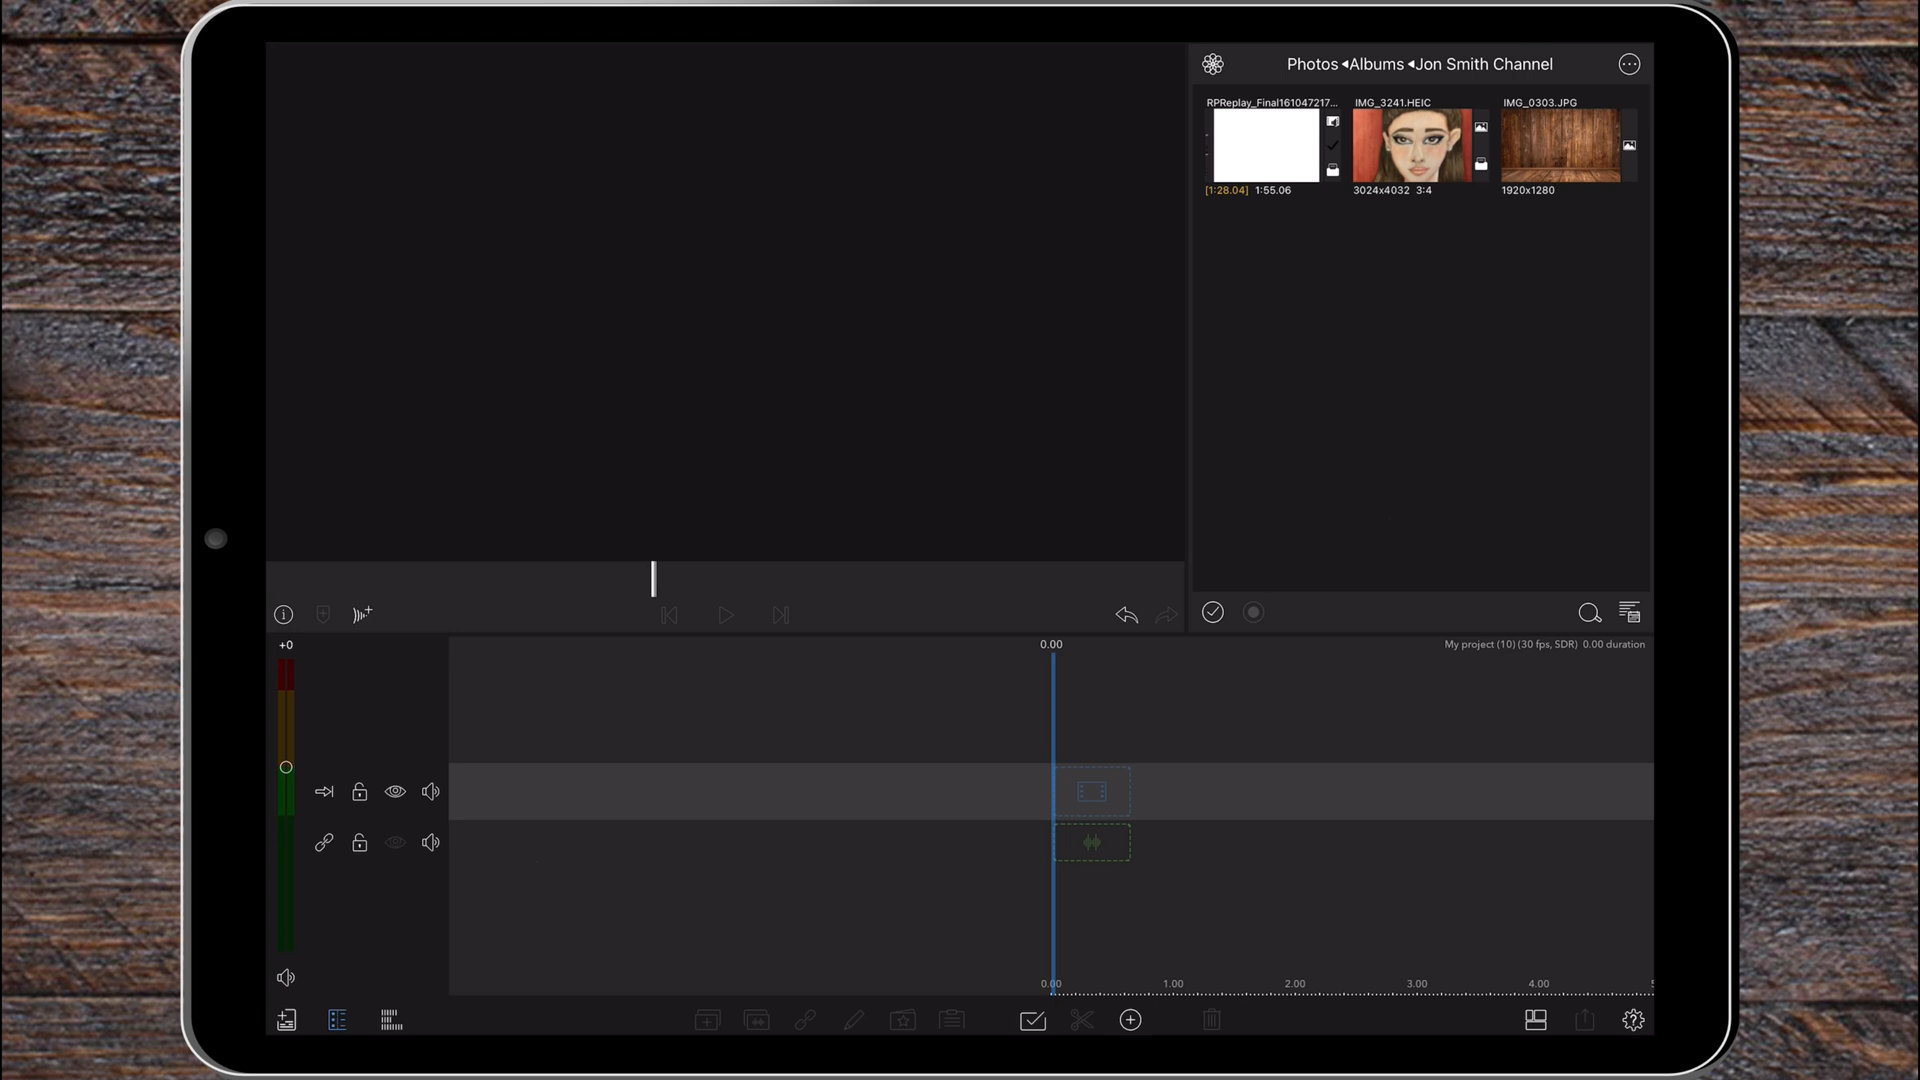 Photos ◂Albums ◂Jon Smith Channel
RPReplay_Final161047217...
IMG_3241.HEIC
IMG_0303.JPG
[1:28.04] 1:55.06
3024x4032 3:4
1920x1280
+0
0.00
My project (10) (30 fps, SDR) 0.00 duration
0.00
1.00
2.00
3.00
4.00
5